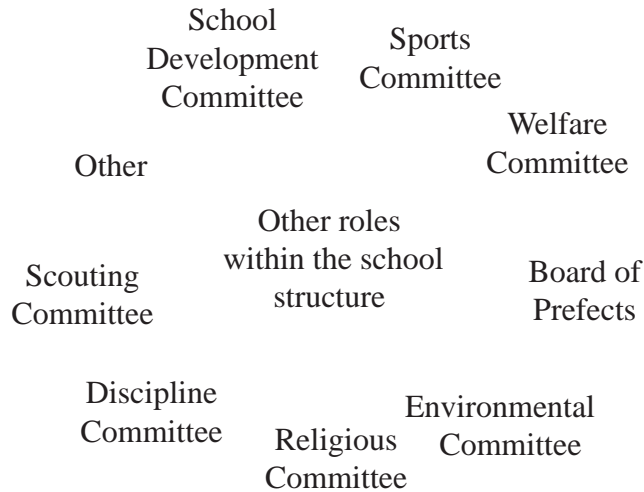 School
Development
Committee
Sports
Committee
Welfare
Committee
Other
Other roles
within the school
structure
Board of
Prefects
Scouting
Committee
Discipline
Committee
Religious
Committee
Environmental
Committee